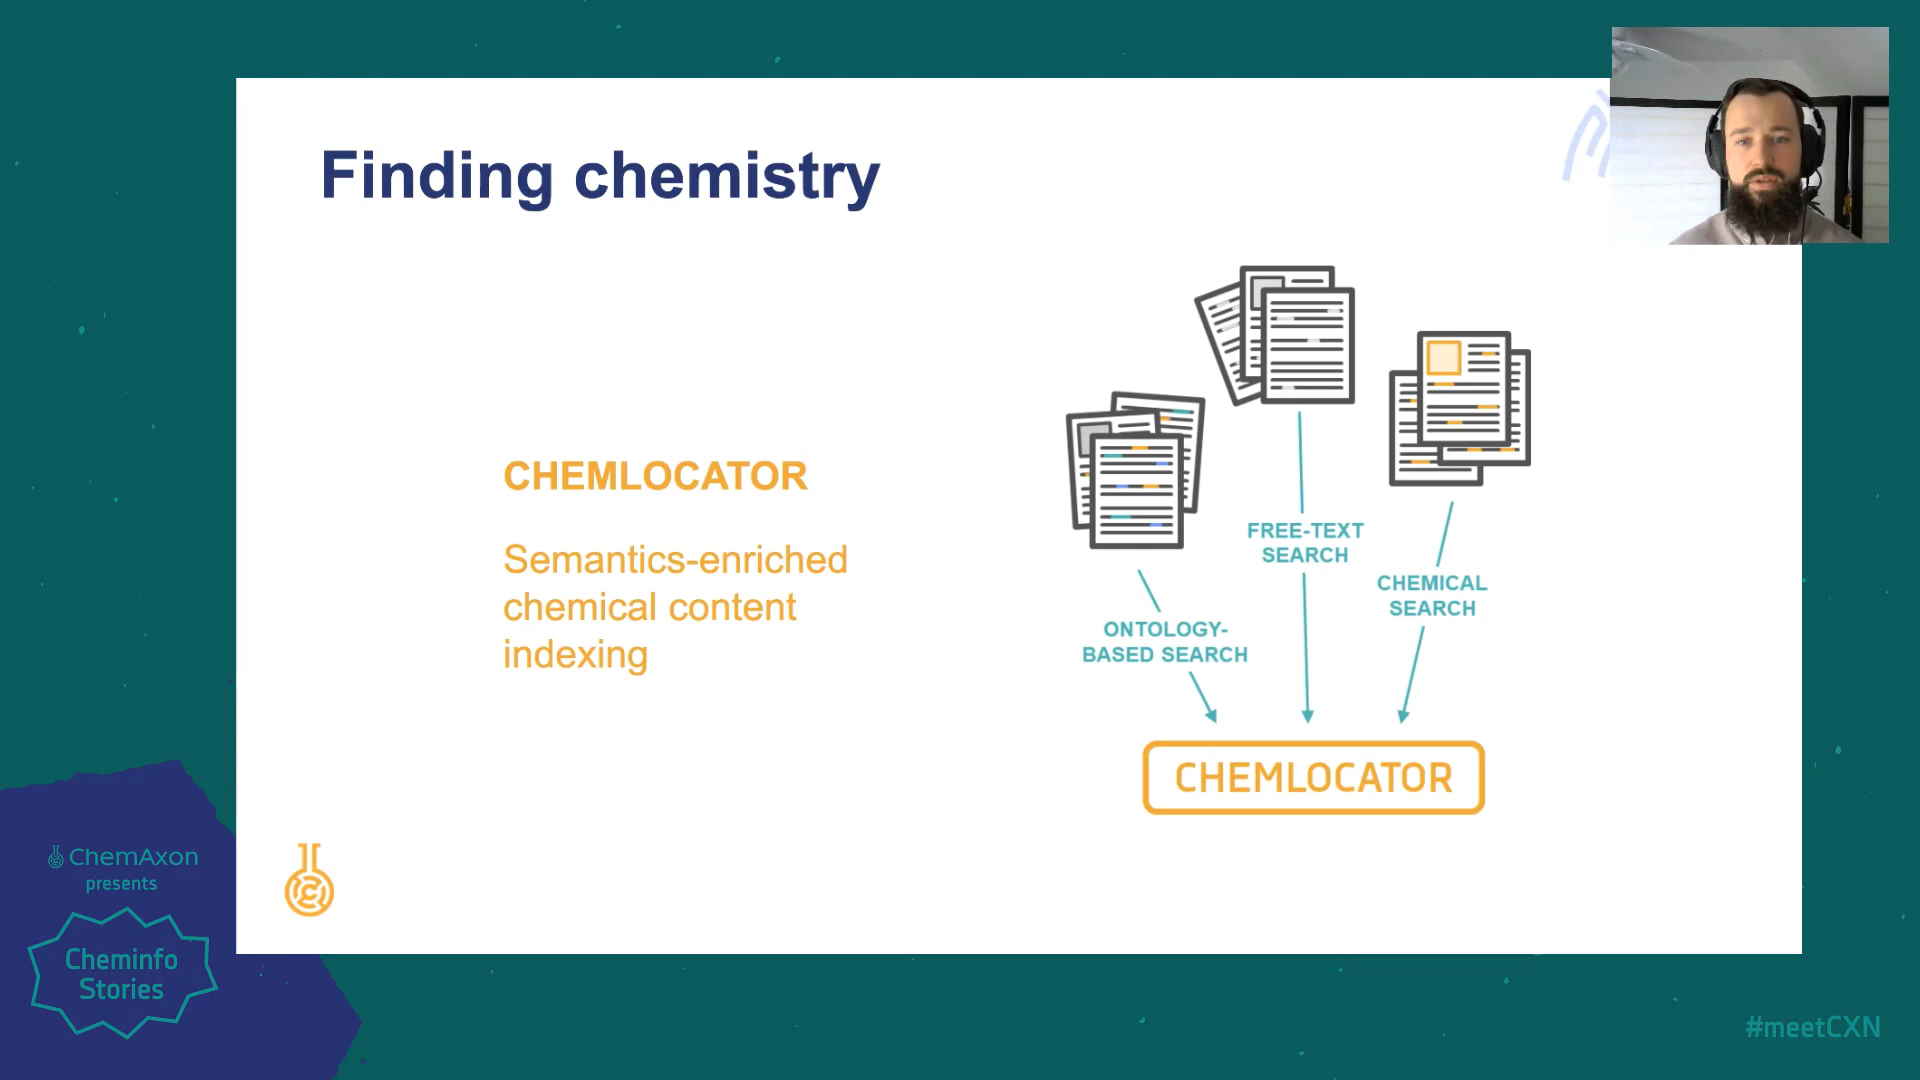 Finding chemistry
CHEMLOCATOR
Semantics-enriched
chemical content
indexing
FREE-TEXT
SEARCH
CHEMICAL
SEARCH
ONTOLOGY-
BASED SEARCH
CHEMLOCATOR
ChemAxon
presents
Cheminfo
Stories
#meetCXN